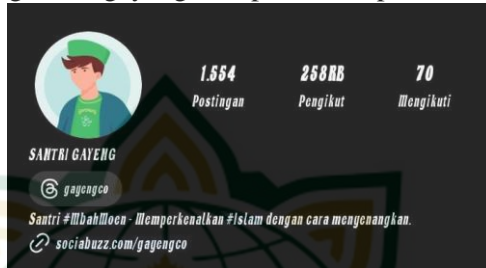 1.554 258RB 70
Postingan Pengikut Mengikuti
SANTRI GAYENG
gayengco
Santri #MbahMoen - Memperkenalkan #Islam dengan cara menyenangkan.
sociabuzz.com/gayengco